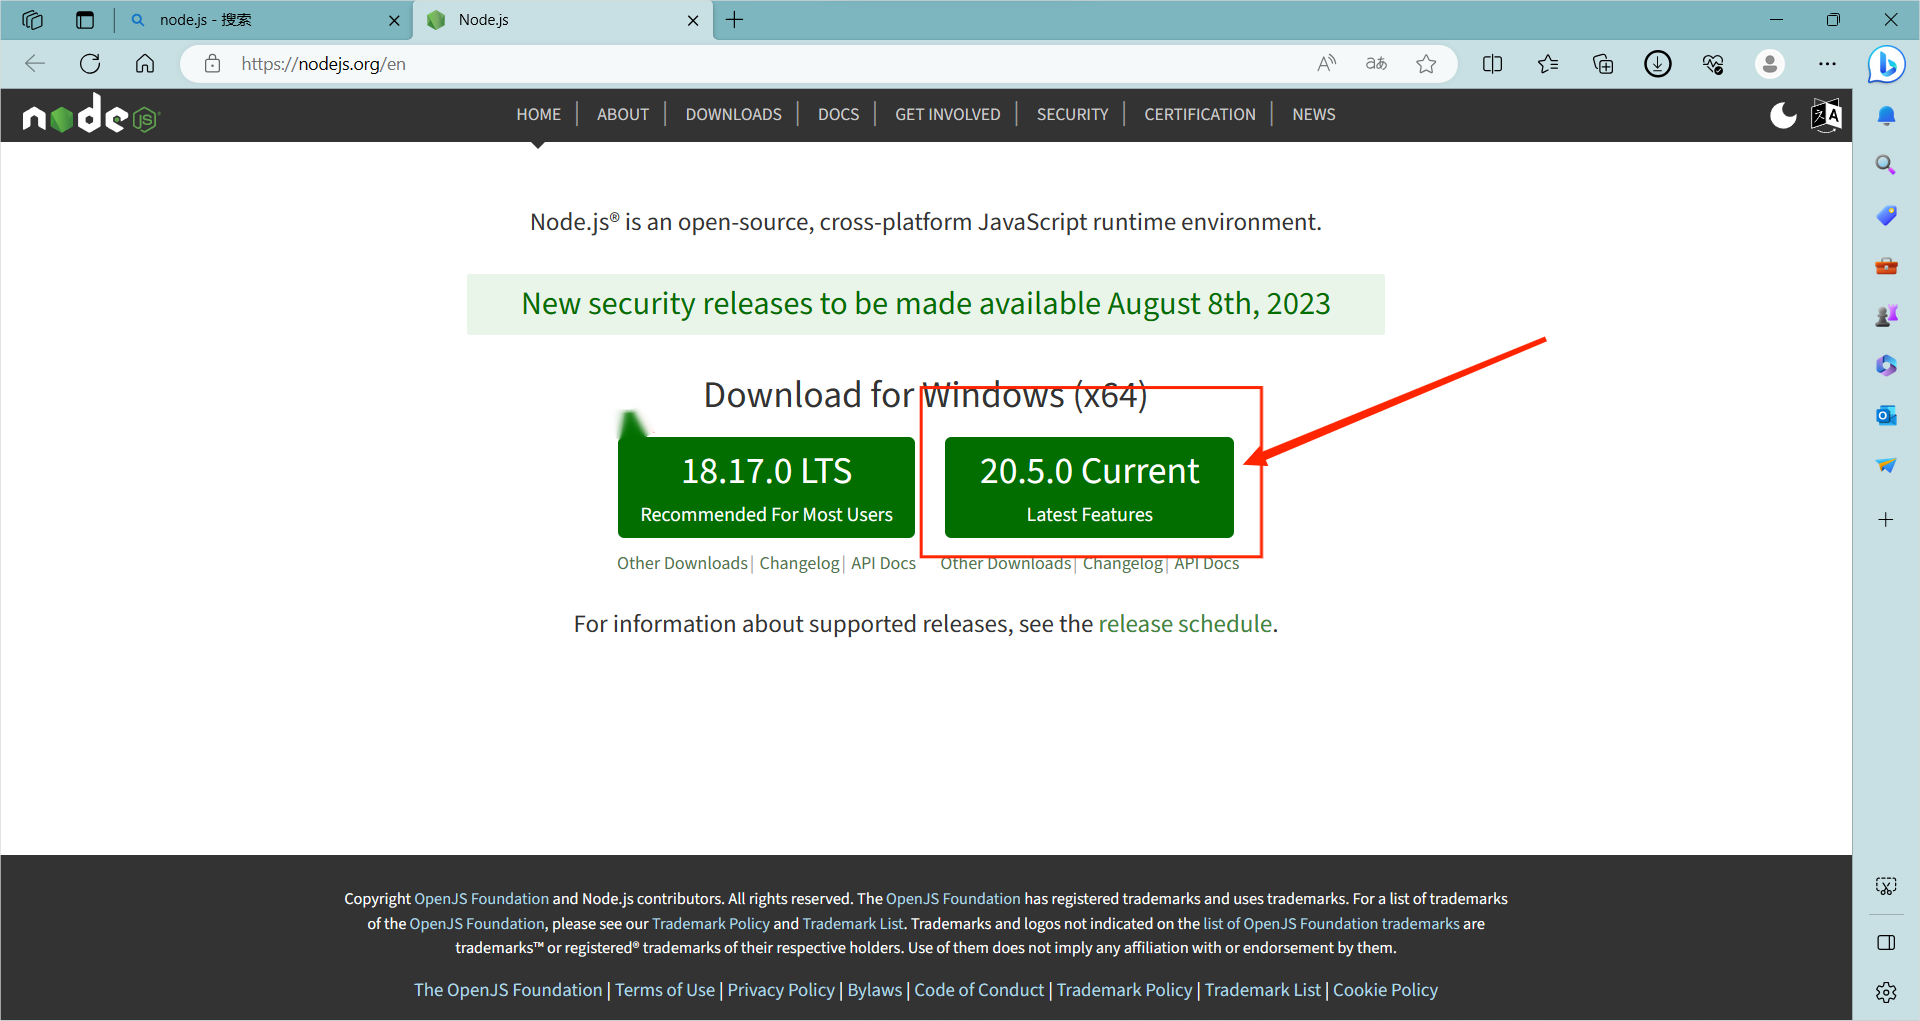 node.js - 搜索
Node.js
https://nodejs.org/en
node JS
HOME | ABOUT | DOWNLOADS | DOCS | GET INVOLVED | SECURITY | CERTIFICATION | NEWS
Node.js® is an open-source, cross-platform JavaScript runtime environment.
New security releases to be made available August 8th, 2023
Download for Windows (x64)
18.17.0 LTS
Recommended For Most Users
20.5.0 Current
Latest Features
Other Downloads | Changelog | API Docs
Other Downloads | Changelog | API Docs
For information about supported releases, see the release schedule.
Copyright OpenJS Foundation and Node.js contributors. All rights reserved. The OpenJS Foundation has registered trademarks and uses trademarks. For a list of trademarks
of the OpenJS Foundation, please see our Trademark Policy and Trademark List. Trademarks and logos not indicated on the list of OpenJS Foundation trademarks are
trademarks™ or registered® trademarks of their respective holders. Use of them does not imply any affiliation with or endorsement by them.
The OpenJS Foundation | Terms of Use | Privacy Policy | Bylaws | Code of Conduct | Trademark Policy | Trademark List | Cookie Policy